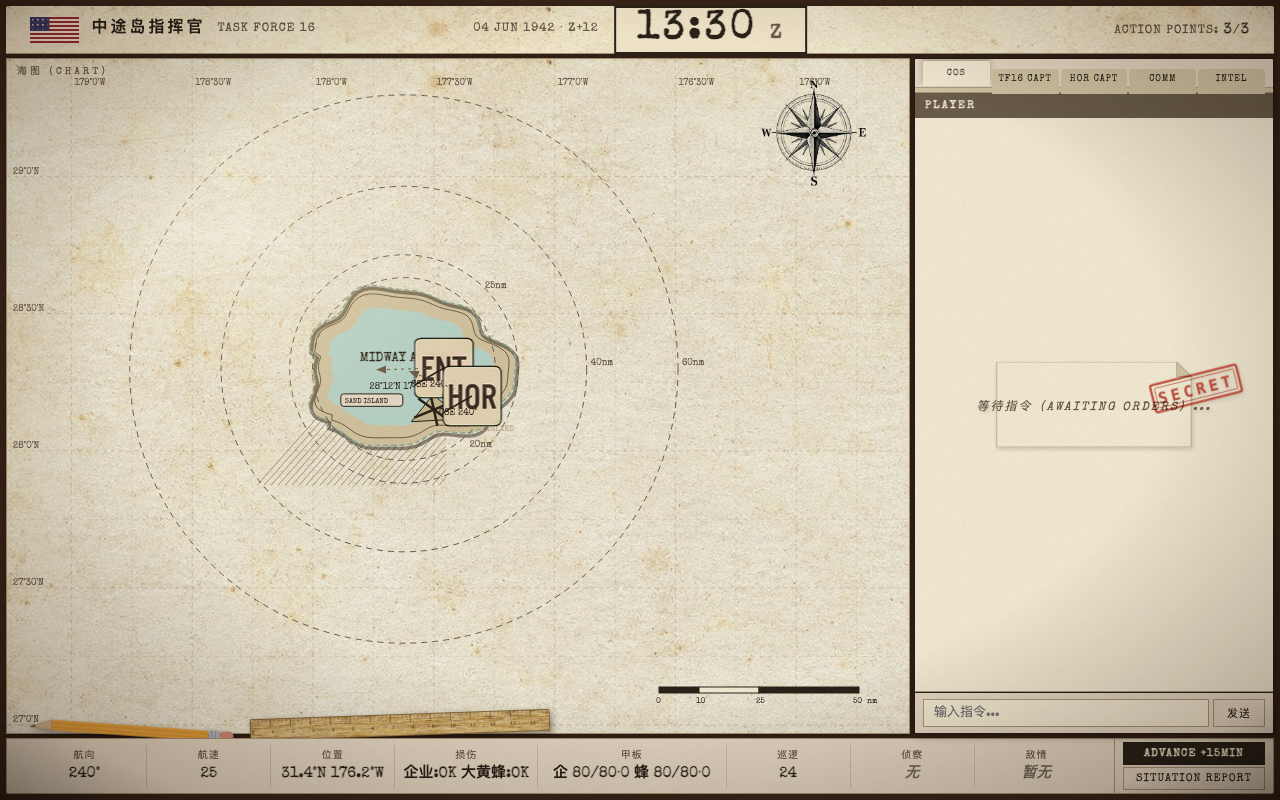 中途岛指挥官 TASK FORCE 16
04 JUN 1942 · Z+12
13:30 Z
ACTION POINTS: 3/3
海图 (CHART)
179°0'W 178°30'W 178°0'W 177°30'W 177°0'W 176°30'W
29°0'N
28°30'N
28°0'N
27°30'N
27°0'N
N
W E
S
25nm
40nm
60nm
20nm
MIDWAY
ENT
HOR
SAND ISLAND
0 10 25 50 nm
COS TF16 CAPT HOR CAPT COMM INTEL
PLAYER
SECRET
等待指令 (AWAITING ORDERS) ...
输入指令... 发送
航向 航速 位置 损伤 甲板 巡逻 侦察 敌情
240° 25 31.4°N 176.2°W 企业:OK 大黄蜂:OK 企 80/80·0 蜂 80/80·0 24 无 暂无
ADVANCE +15MIN
SITUATION REPORT